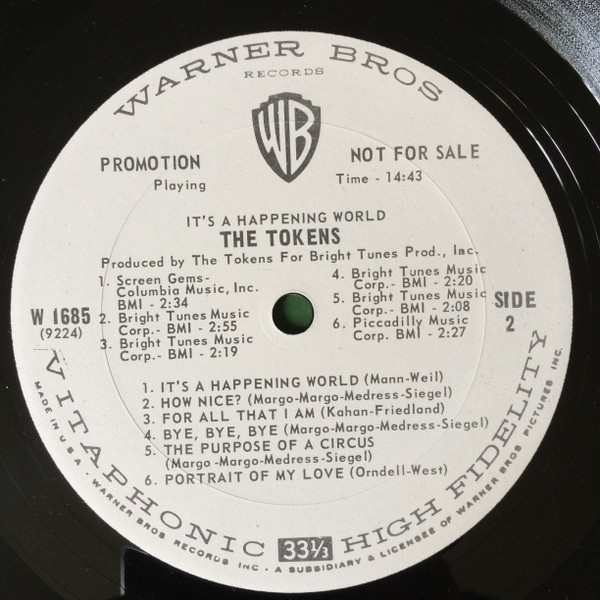 WARNER BROS
RECORDS
WB
PROMOTION
NOT FOR SALE
Playing
Time - 14:43
IT'S A HAPPENING WORLD
THE TOKENS
Produced by The Tokens For Bright Tunes Prod., Inc.
1. Screen Gems-
Columbia Music, Inc.
BMI - 2:34
2. Bright Tunes Music
Corp.- BMI - 2:55
3. Bright Tunes Music
Corp.- BMI - 2:19
4. Bright Tunes Music
Corp.- BMI - 2:20
5. Bright Tunes Music
Corp.- BMI - 2:08
6. Piccadilly Music
Corp.- BMI - 2:27
W 1685
(9224)
SIDE
2
1. IT'S A HAPPENING WORLD (Mann-Weil)
2. HOW NICE? (Margo-Margo-Medress-Siegel)
3. FOR ALL THAT I AM (Kahan-Friedland)
4. BYE, BYE, BYE (Margo-Margo-Medress-Siegel)
5. THE PURPOSE OF A CIRCUS
(Margo-Margo-Medress-Siegel)
6. PORTRAIT OF MY LOVE (Orndell-West)
VITAPHONIC 33⅓ HIGH FIDELITY
MADE IN U.S.A. • WARNER BROS RECORDS INC • A SUBSIDIARY & LICENSEE OF WARNER BROS PICTURES INC.